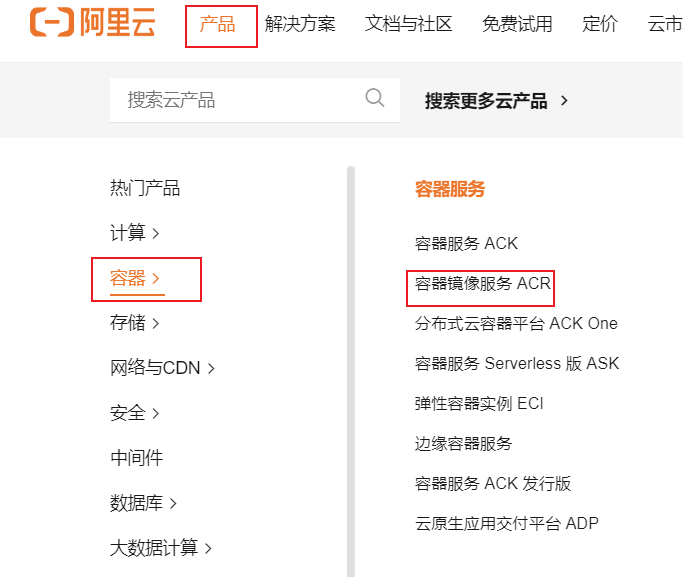 阿里云 产品 解决方案 文档与社区 免费试用 定价 云市
搜索云产品 搜索更多云产品
热门产品
计算
容器
存储
网络与CDN
安全
中间件
数据库
大数据计算
容器服务
容器服务 ACK
容器镜像服务 ACR
分布式云容器平台 ACK One
容器服务 Serverless 版 ASK
弹性容器实例 ECI
边缘容器服务
容器服务 ACK 发行版
云原生应用交付平台 ADP